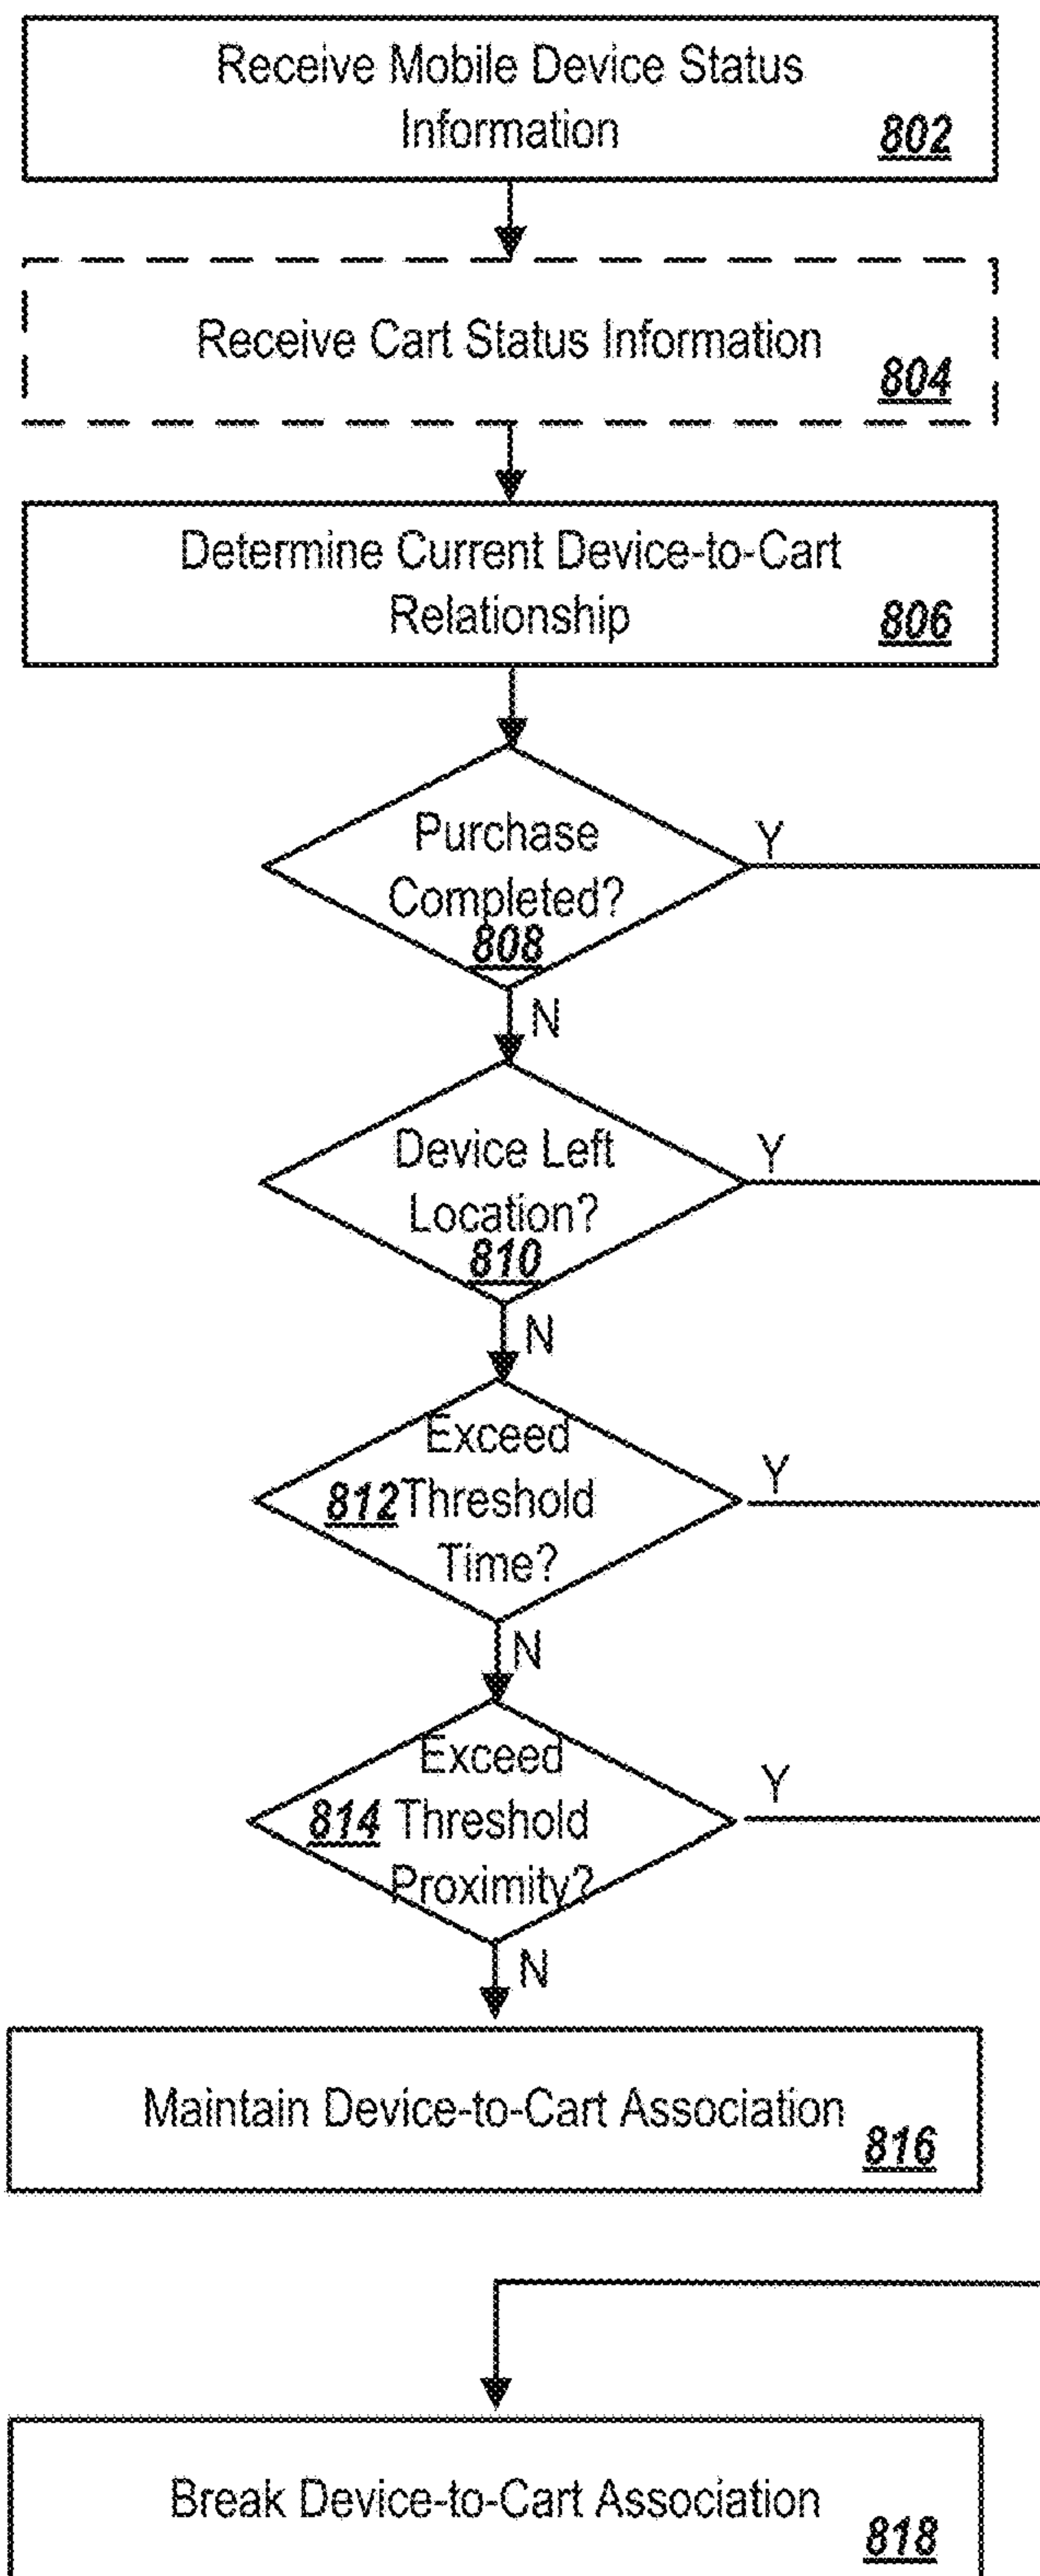 Receive Mobile Device Status
Information
802
Receive Cart Status Information
804
Determine Current Device-to-Cart
Relationship
806
Purchase
Completed?
808
Y
N
Device Left
Location?
810
Y
N
Exceed
812 Threshold
Time?
Y
N
Exceed
814 Threshold
Proximity?
Y
N
Maintain Device-to-Cart Association
816
Break Device-to-Cart Association
818